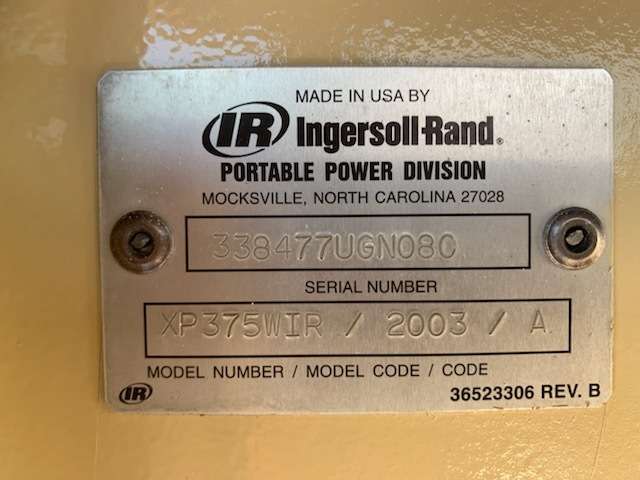 MADE IN USA BY
IR Ingersoll-Rand®
PORTABLE POWER DIVISION
MOCKSVILLE, NORTH CAROLINA 27028
338477UGN080
SERIAL NUMBER
XP375WIR / 2003 / A
MODEL NUMBER / MODEL CODE / CODE
IR 36523306 REV. B